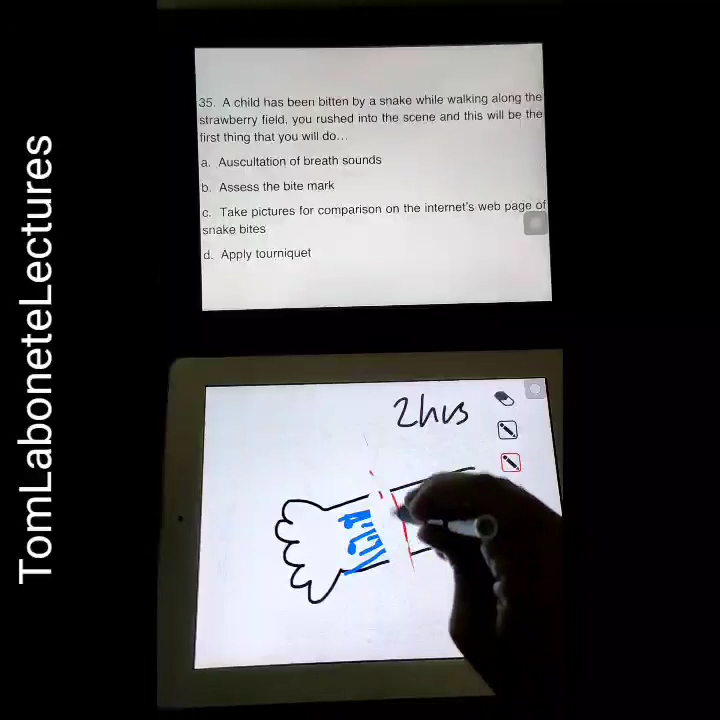 TomLaboneteLectures
35. A child has been bitten by a snake while walking along the
strawberry field, you rushed into the scene and this will be the
first thing that you will do...
a. Auscultation of breath sounds
b. Assess the bite mark
c. Take pictures for comparison on the internet's web page of
snake bites
d. Apply tourniquet
2hrs